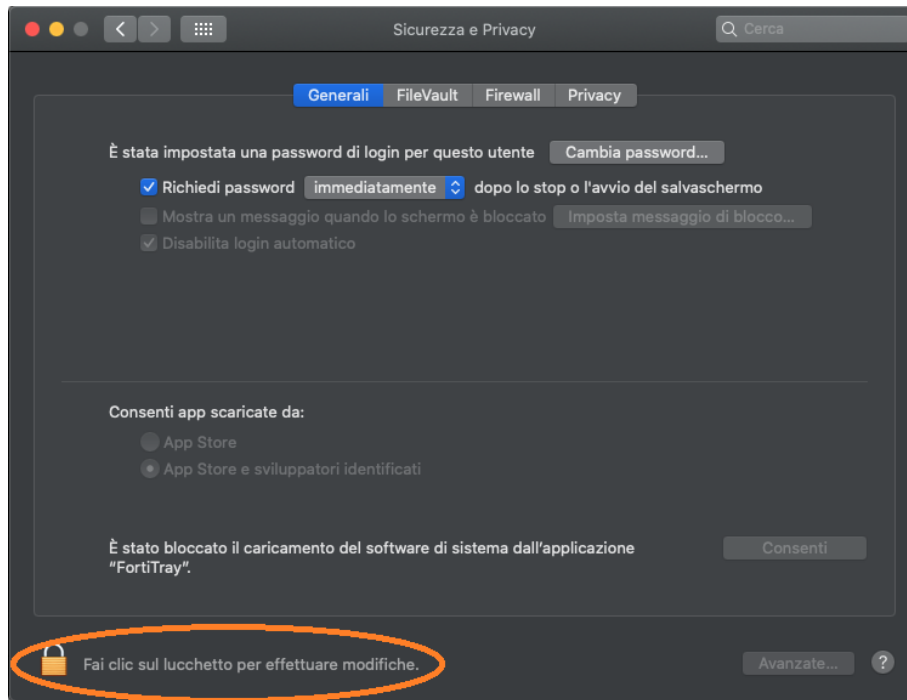 Sicurezza e Privacy
Cerca
Generali FileVault Firewall Privacy
È stata impostata una password di login per questo utente Cambia password...
Richiedi password immediatamente dopo lo stop o l'avvio del salvaschermo
Mostra un messaggio quando lo schermo è bloccato Imposta messaggio di blocco...
Disabilita login automatico
Consenti app scaricate da:
App Store
App Store e sviluppatori identificati
È stato bloccato il caricamento del software di sistema dall'applicazione Consenti
“FortiTray”.
Fai clic sul lucchetto per effettuare modifiche. Avanzate... ?